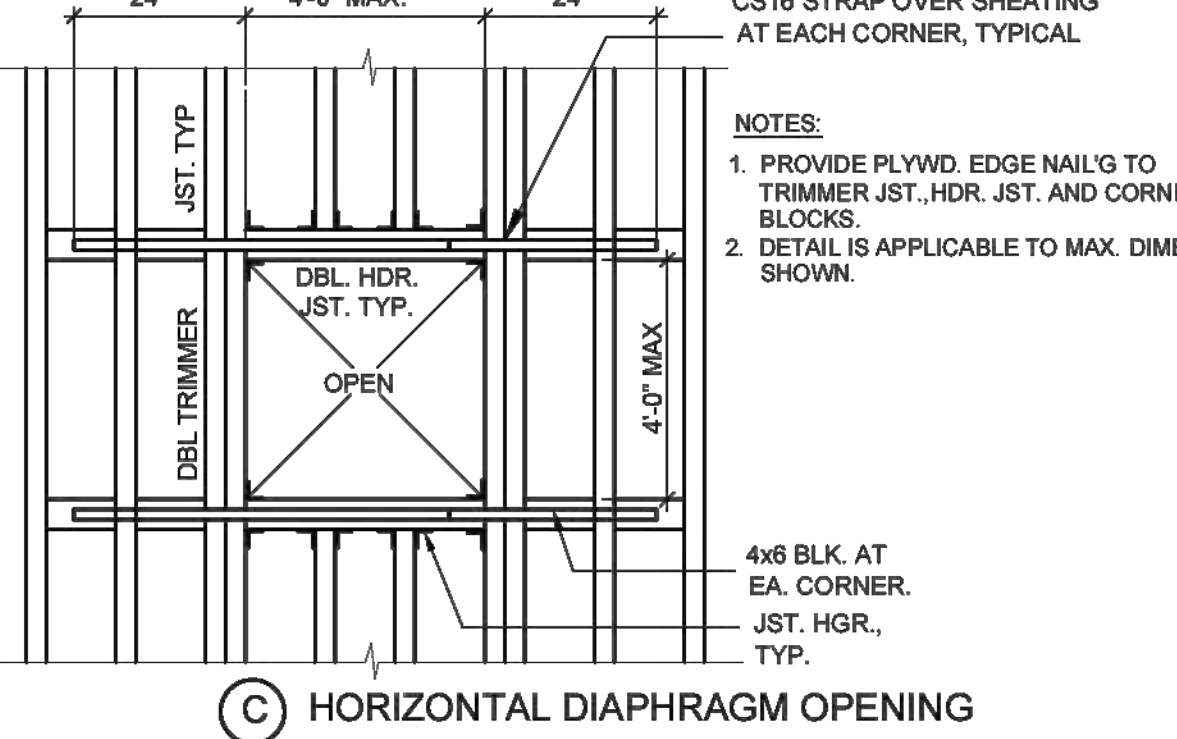 24"
4'-0" MAX.
24"
CS16 STRAP OVER SHEATING
AT EACH CORNER, TYPICAL
JST. TYP
NOTES:
1. PROVIDE PLYWD. EDGE NAIL'G TO
TRIMMER JST.,HDR. JST. AND
BLOCKS.
2. DETAIL IS APPLICABLE TO MAX.
SHOWN.
DBL. HDR.
JST. TYP.
DBL TRIMMER
OPEN
4'-0" MAX
4x6 BLK. AT
EA. CORNER.
JST. HGR.,
TYP.
C HORIZONTAL DIAPHRAGM OPENING